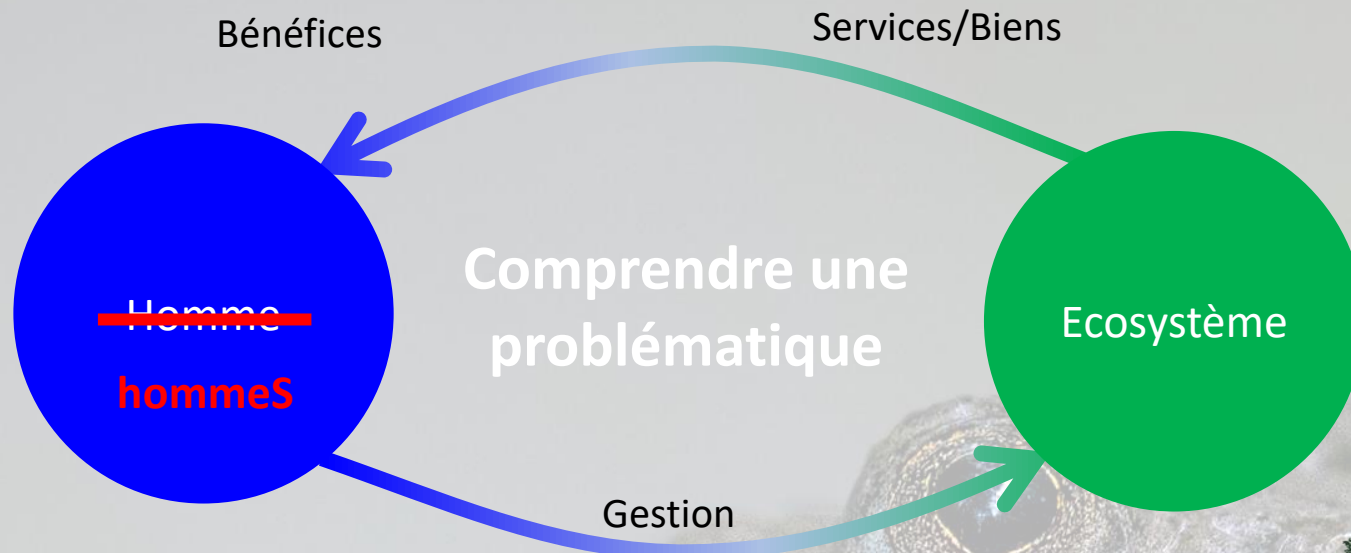 Bénéfices
Services/Biens
Comprendre une
problématique
Homme
hommeS
Ecosystème
Gestion